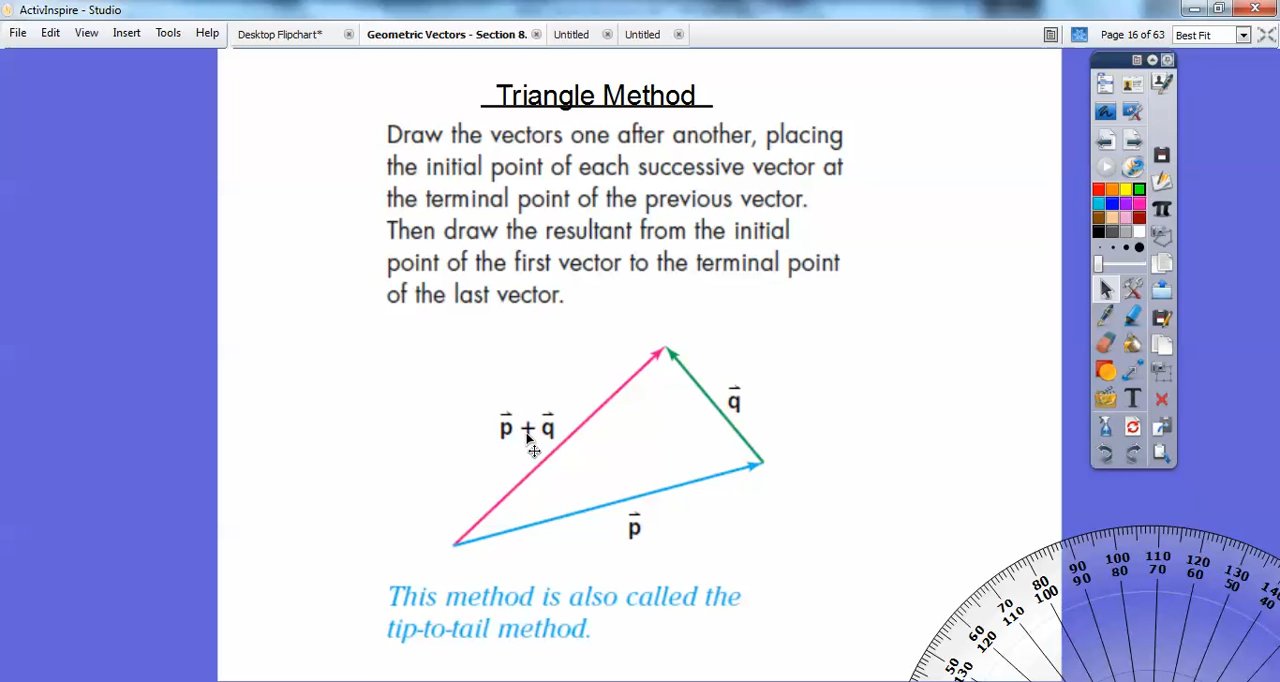 ActivInspire - Studio
File Edit View Insert Tools Help Desktop Flipchart* Geometric Vectors - Section 8. Untitled Untitled Page 16 of 63 Best Fit
Triangle Method
Draw the vectors one after another, placing
the initial point of each successive vector at
the terminal point of the previous vector.
Then draw the resultant from the initial
point of the first vector to the terminal point
of the last vector.
q⃗
p⃗ + q⃗
p⃗
This method is also called the
tip-to-tail method.
50 60 70 80 90 100 110 120 130
130 120 110 100 90 80 70 60 50 40